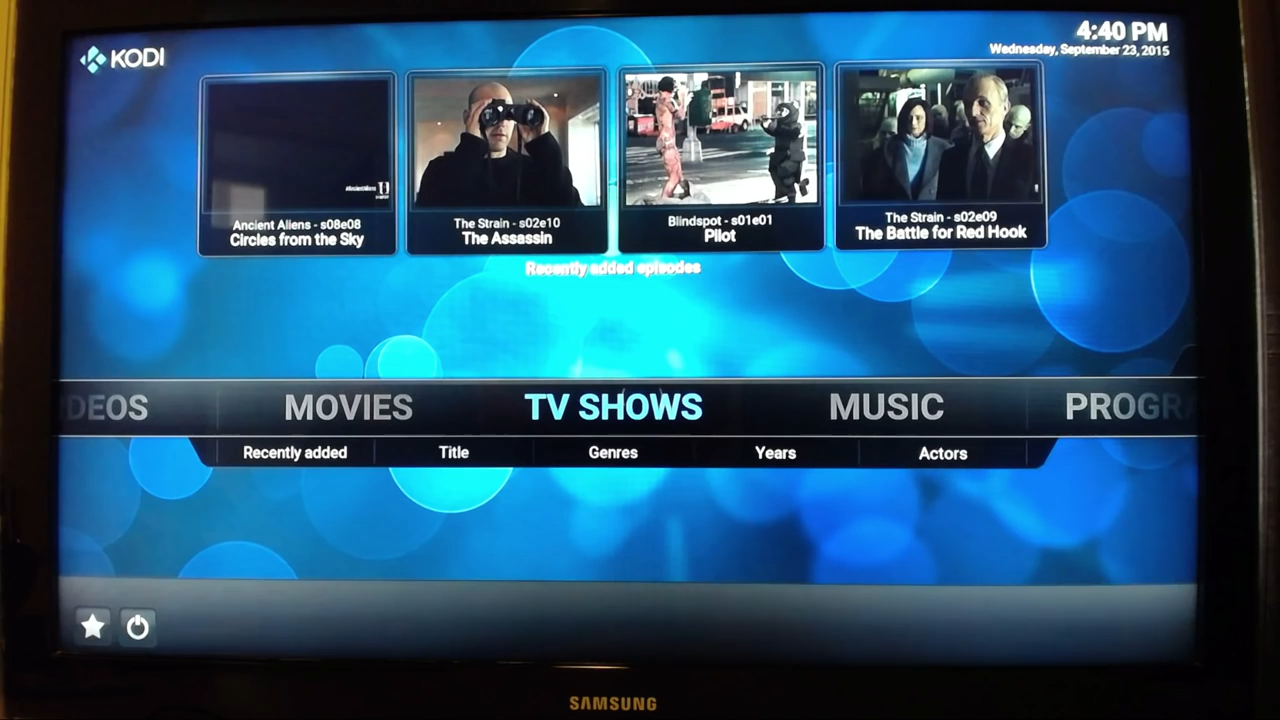 KODI
4:40 PM
Wednesday, September 23, 2015
Ancient Aliens - s08e08
Circles from the Sky
The Strain - s02e10
The Assassin
Blindspot - s01e01
Pilot
The Strain - s02e09
The Battle for Red Hook
Recently added episodes
DEOS
MOVIES
TV SHOWS
MUSIC
PROGRA
Recently added
Title
Genres
Years
Actors
SAMSUNG